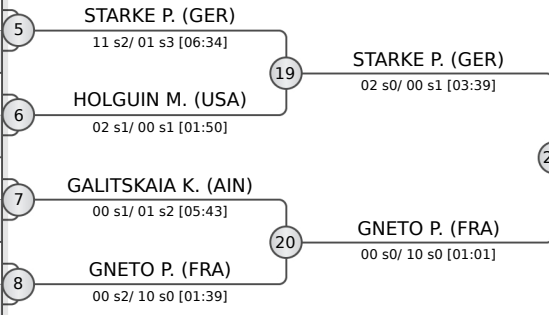 STARKE P. (GER)
5
11 s2/ 01 s3 [06:34]
STARKE P. (GER)
19
02 s0/ 00 s1 [03:39]
HOLGUIN M. (USA)
6
02 s1/ 00 s1 [01:50]
GALITSKAIA K. (AIN)
7
00 s1/ 01 s2 [05:43]
GNETO P. (FRA)
20
00 s0/ 10 s0 [01:01]
GNETO P. (FRA)
8
00 s2/ 10 s0 [01:39]